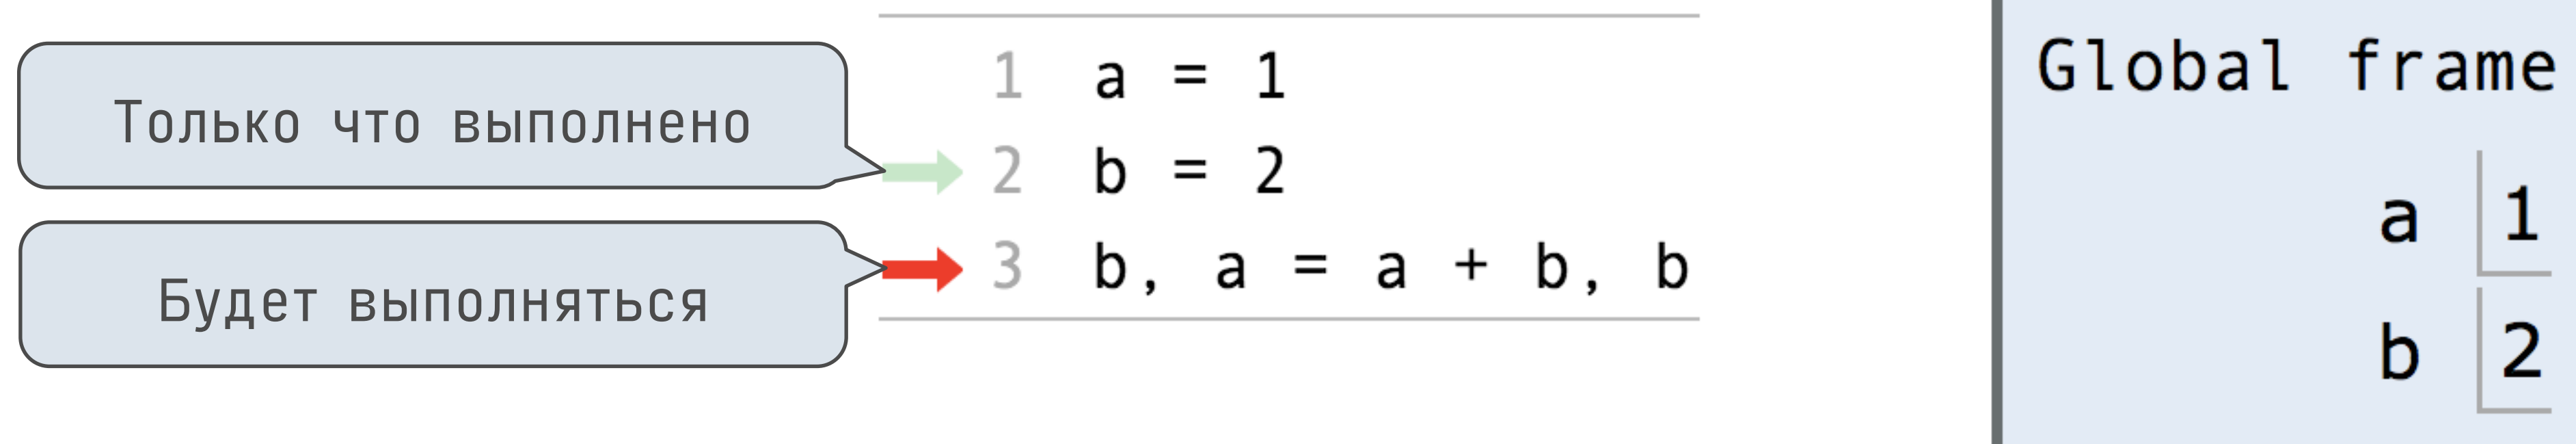 Только что выполнено
Будет выполняться
1 a = 1
2 b = 2
3 b, a = a + b, b
Global frame
a 1
b 2